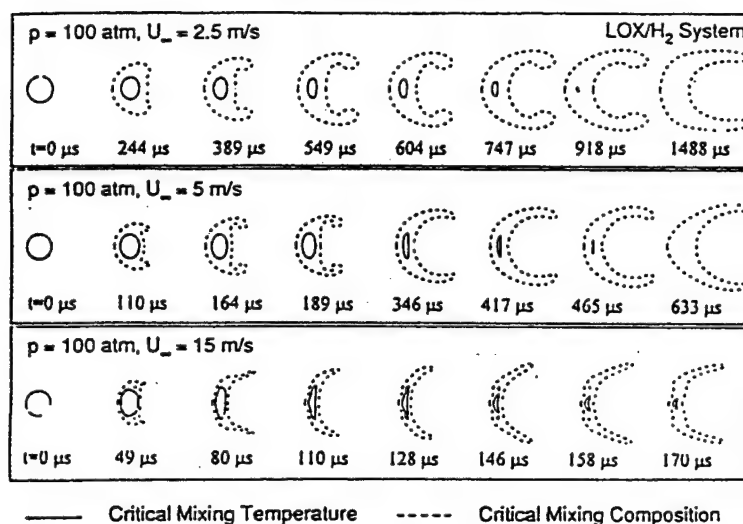 p = 100 atm, U∞ = 2.5 m/s LOX/H₂ System
t=0 μs 244 μs 389 μs 549 μs 604 μs 747 μs 918 μs 1488 μs
p = 100 atm, U∞ = 5 m/s
t=0 μs 110 μs 164 μs 189 μs 346 μs 417 μs 465 μs 633 μs
p = 100 atm, U∞ = 15 m/s
t=0 μs 49 μs 80 μs 110 μs 128 μs 146 μs 158 μs 170 μs
Critical Mixing Temperature Critical Mixing Composition